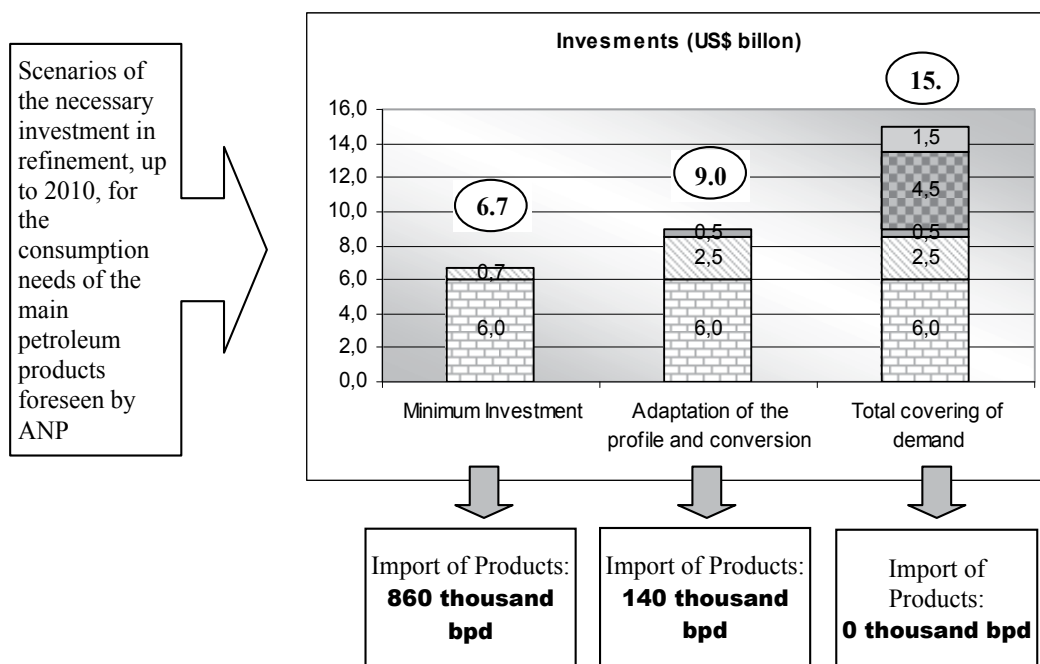 Scenarios of
the necessary
investment in
refinement, up
to 2010, for
the
consumption
needs of the
main
petroleum
products
foreseen by
ANP
Invesments (US$ billon)
15.
9.0
6.7
16,0
14,0
12,0
10,0
8,0
6,0
4,0
2,0
0,0
0,7
6,0
0,5
2,5
6,0
1,5
4,5
0,5
2,5
6,0
Minimum Investment
Adaptation of the
profile and conversion
Total covering of
demand
Import of Products:
860 thousand
bpd
Import of Products:
140 thousand
bpd
Import of
Products:
0 thousand bpd